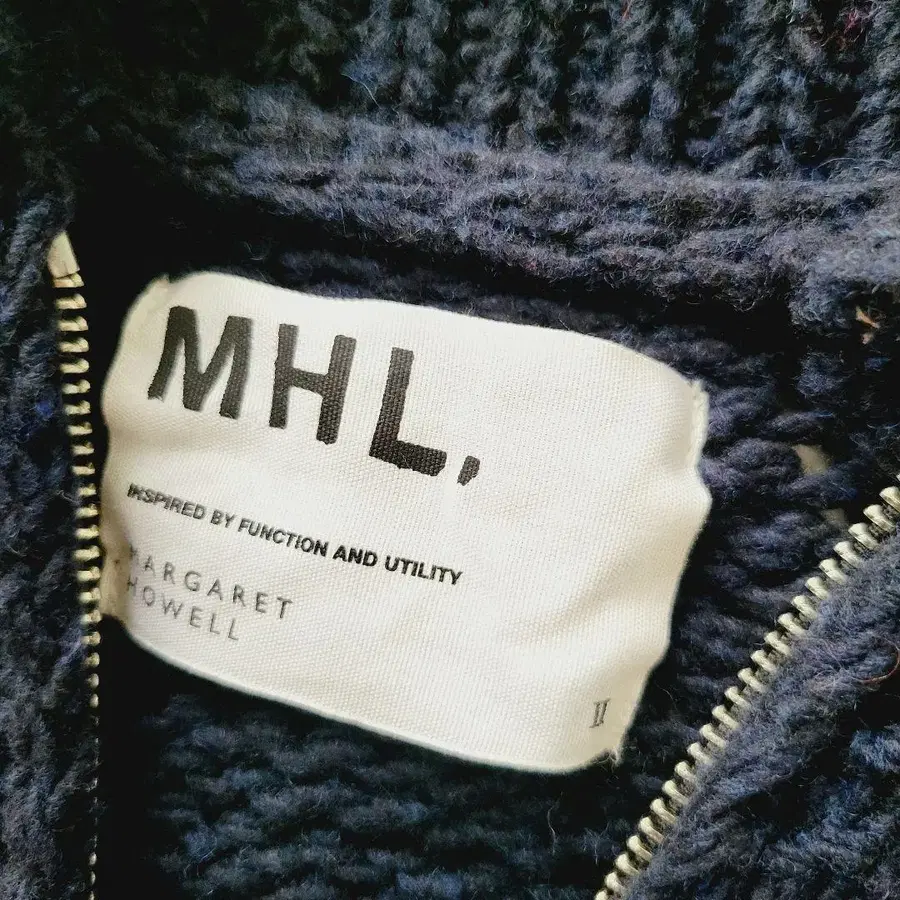 MHL.
INSPIRED BY FUNCTION AND UTILITY
MARGARET
HOWELL
II